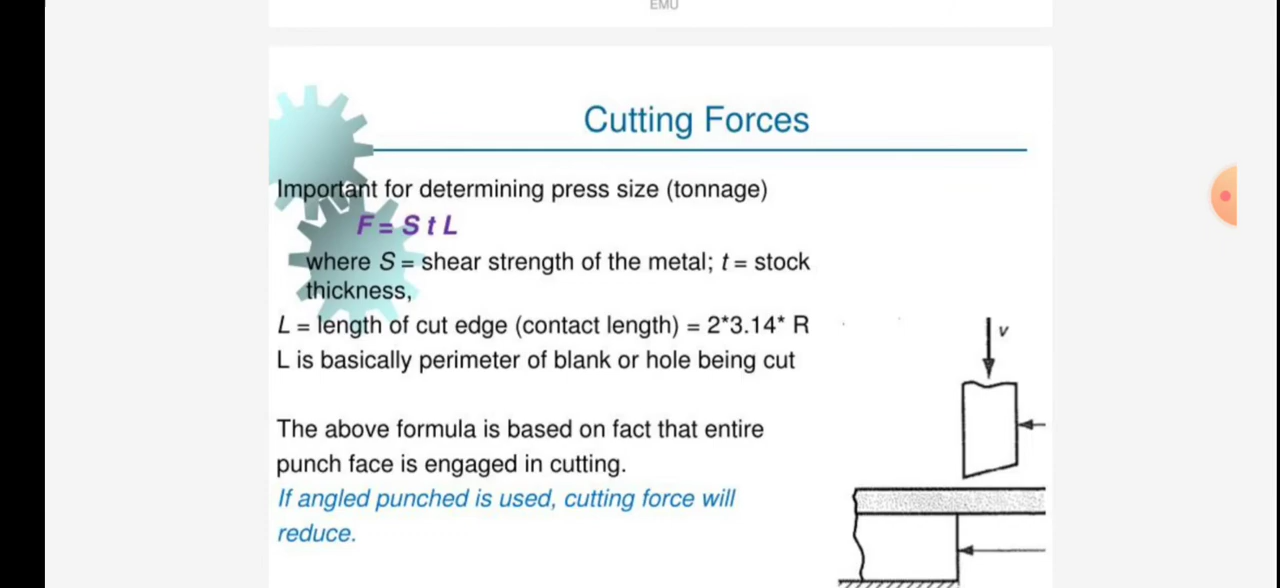 EMU
Cutting Forces
Important for determining press size (tonnage)
F = S t L
where S = shear strength of the metal; t = stock
thickness,
L = length of cut edge (contact length) = 2*3.14* R
L is basically perimeter of blank or hole being cut
v
The above formula is based on fact that entire
punch face is engaged in cutting.
If angled punched is used, cutting force will
reduce.